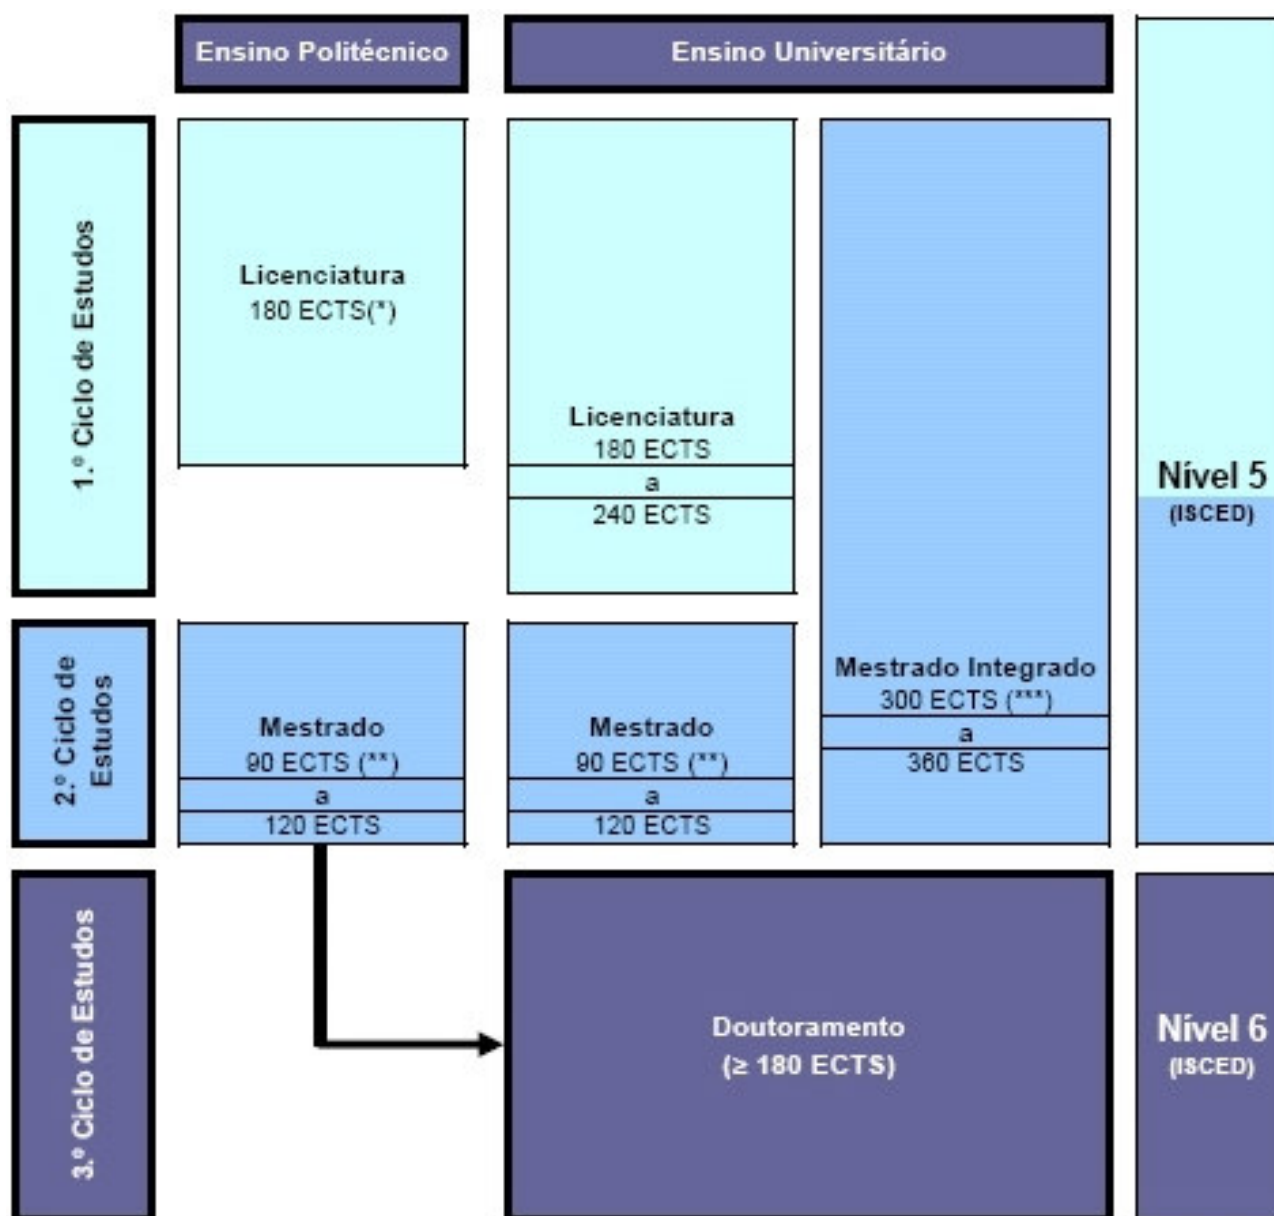 Ensino Politécnico
Ensino Universitário
1.º Ciclo de Estudos
Licenciatura
180 ECTS(*)
Licenciatura
180 ECTS
a
240 ECTS
Mestrado Integrado
300 ECTS (***)
a
360 ECTS
Nível 5
(ISCED)
2.º Ciclo de
Estudos
Mestrado
90 ECTS (**)
a
120 ECTS
Mestrado
90 ECTS (**)
a
120 ECTS
3.º Ciclo de Estudos
Doutoramento
(≥ 180 ECTS)
Nível 6
(ISCED)